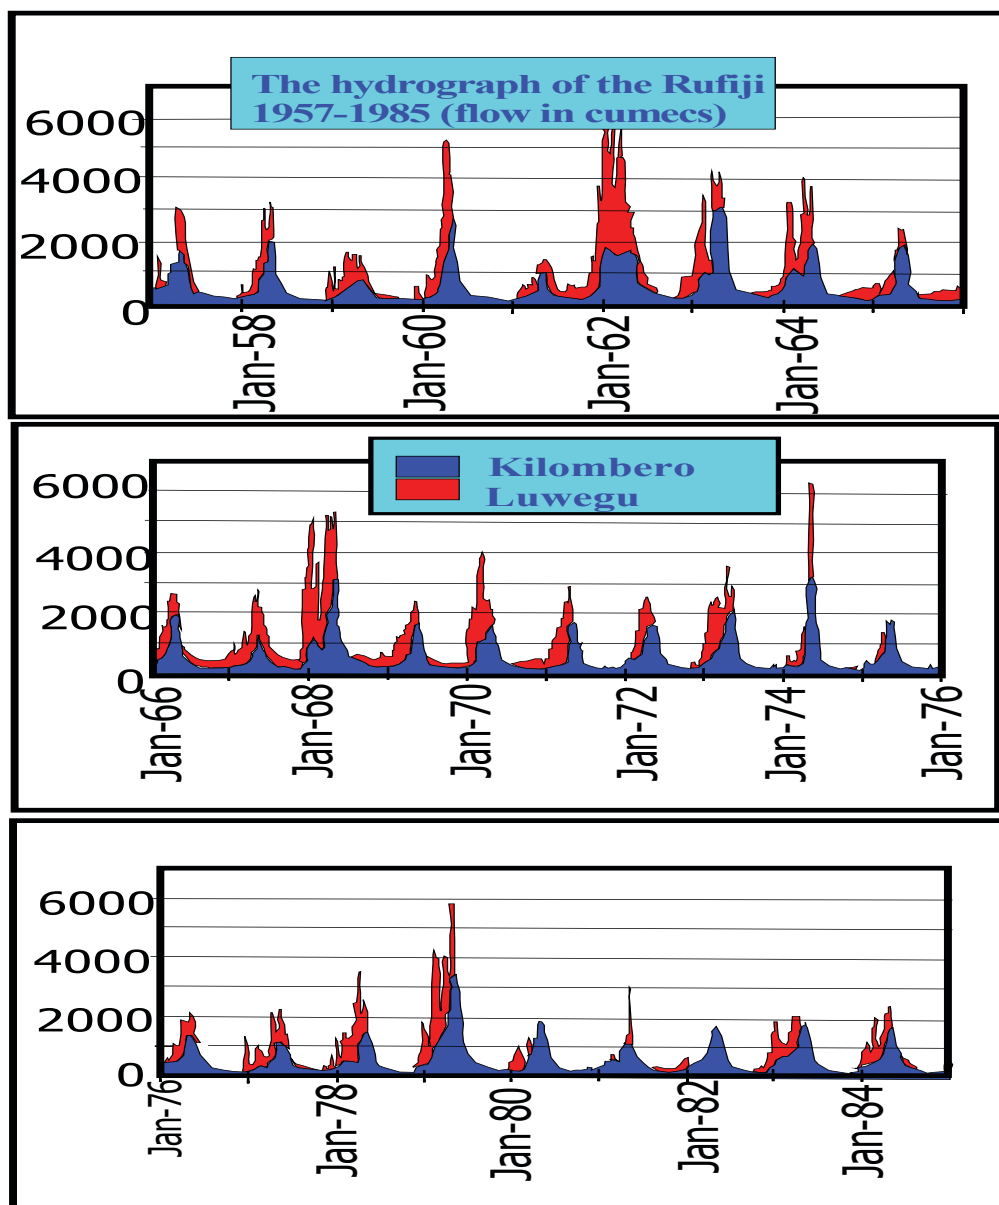 The hydrograph of the Rufiji
1957-1985 (flow in cumecs)
6000
4000
2000
0
Jan-58
Jan-60
Jan-62
Jan-64
Kilombero
Luwegu
6000
4000
2000
0
Jan-66
Jan-68
Jan-70
Jan-72
Jan-74
Jan-76
6000
4000
2000
0
Jan-76
Jan-78
Jan-80
Jan-82
Jan-84